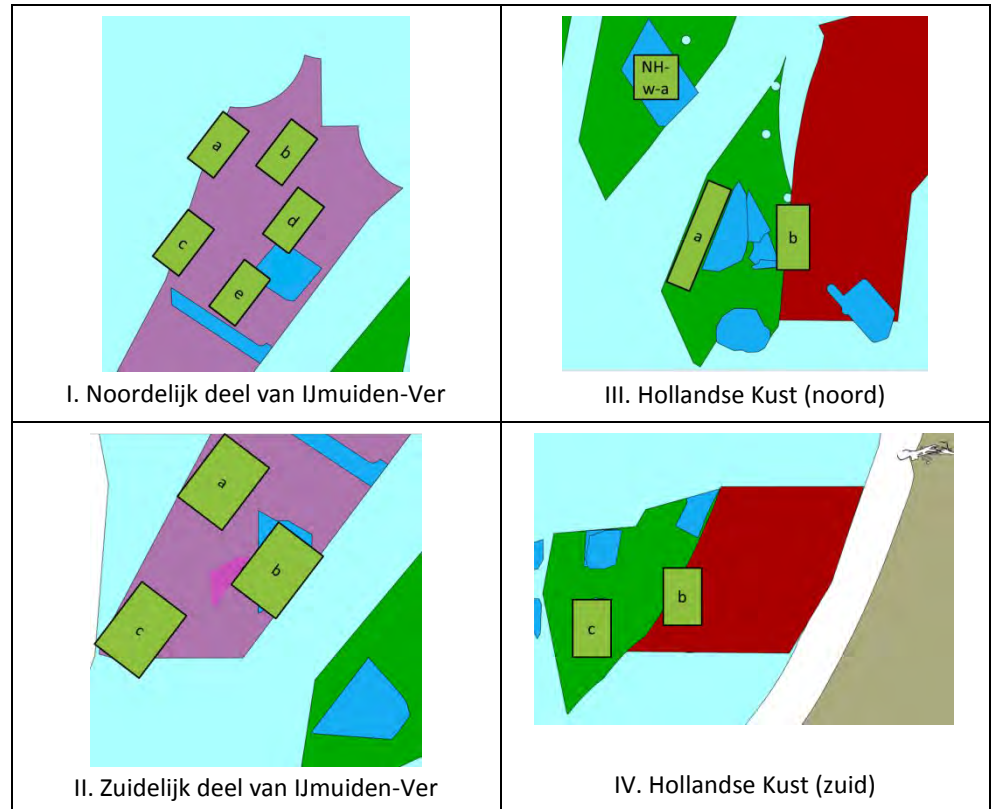 a
b
d
c
e
I. Noordelijk deel van IJmuiden-Ver
NH-
w-a
a
b
III. Hollandse Kust (noord)
a
b
c
II. Zuidelijk deel van IJmuiden-Ver
b
c
IV. Hollandse Kust (zuid)